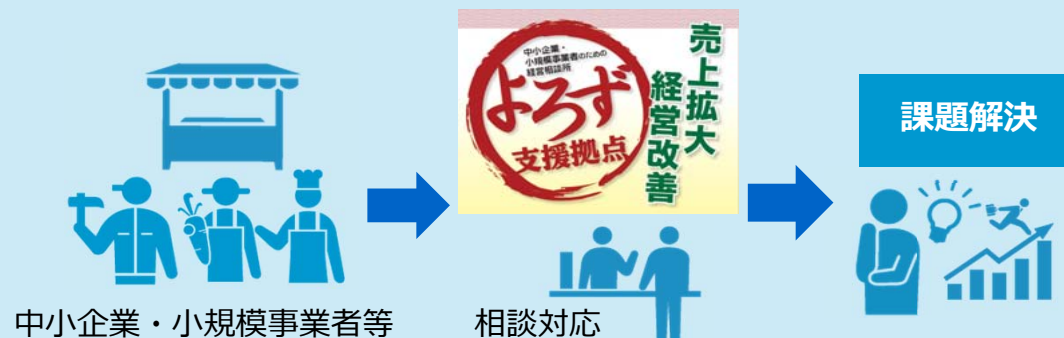 中小企業・
小規模事業者のための
経営相談所
よろず
支援拠点
売上拡大
経営改善
課題解決
中小企業・小規模事業者等
相談対応